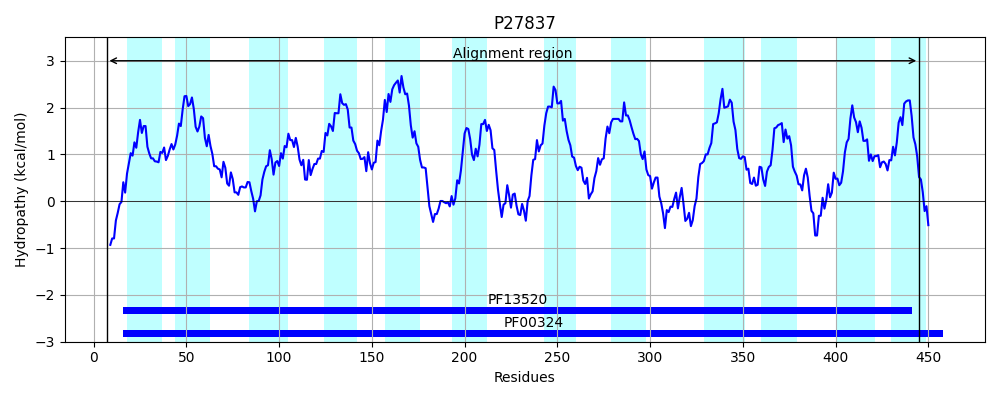 P27837
Hydropathy (kcal/mol)
3
2
1
0
−1
−2
−3
Alignment region
PF13520
PF00324
0 50 100 150 200 250 300 350 400 450
Residues